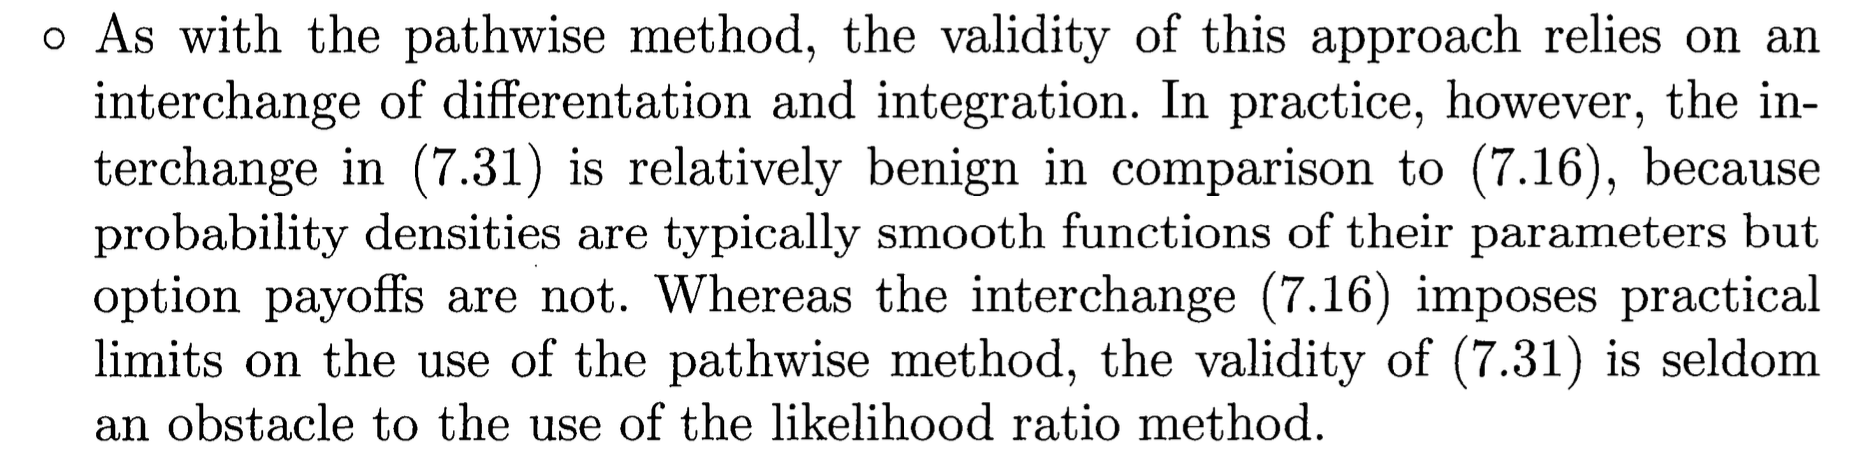 ◦ As with the pathwise method, the validity of this approach relies on an
interchange of differentation and integration. In practice, however, the in-
terchange in (7.31) is relatively benign in comparison to (7.16), because
probability densities are typically smooth functions of their parameters but
option payoffs are not. Whereas the interchange (7.16) imposes practical
limits on the use of the pathwise method, the validity of (7.31) is seldom
an obstacle to the use of the likelihood ratio method.